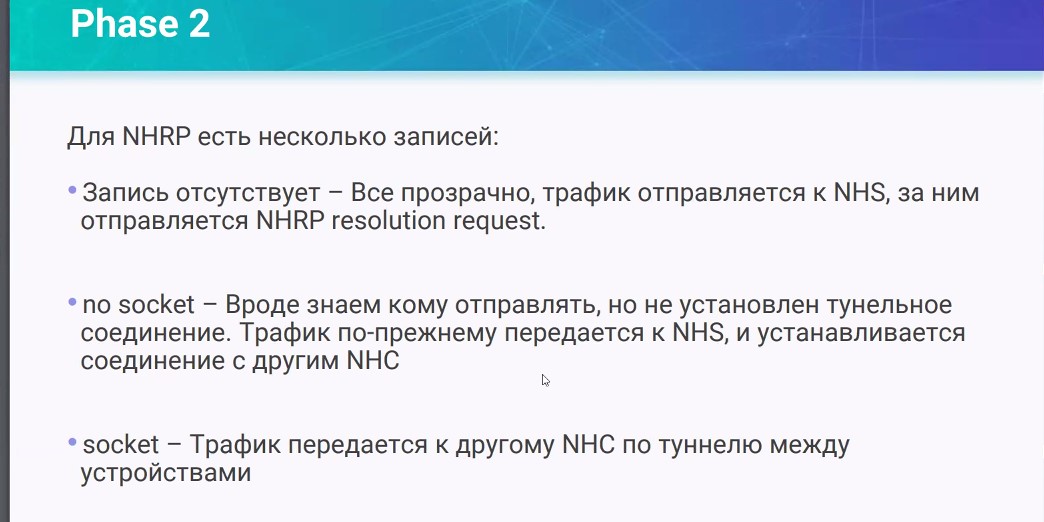 Phase 2
Для NHRP есть несколько записей:
• Запись отсутствует – Все прозрачно, трафик отправляется к NHS, за ним
отправляется NHRP resolution request.
• no socket – Вроде знаем кому отправлять, но не установлен тунельное
соединение. Трафик по-прежнему передается к NHS, и устанавливается
соединение с другим NHC
• socket – Трафик передается к другому NHC по туннелю между
устройствами